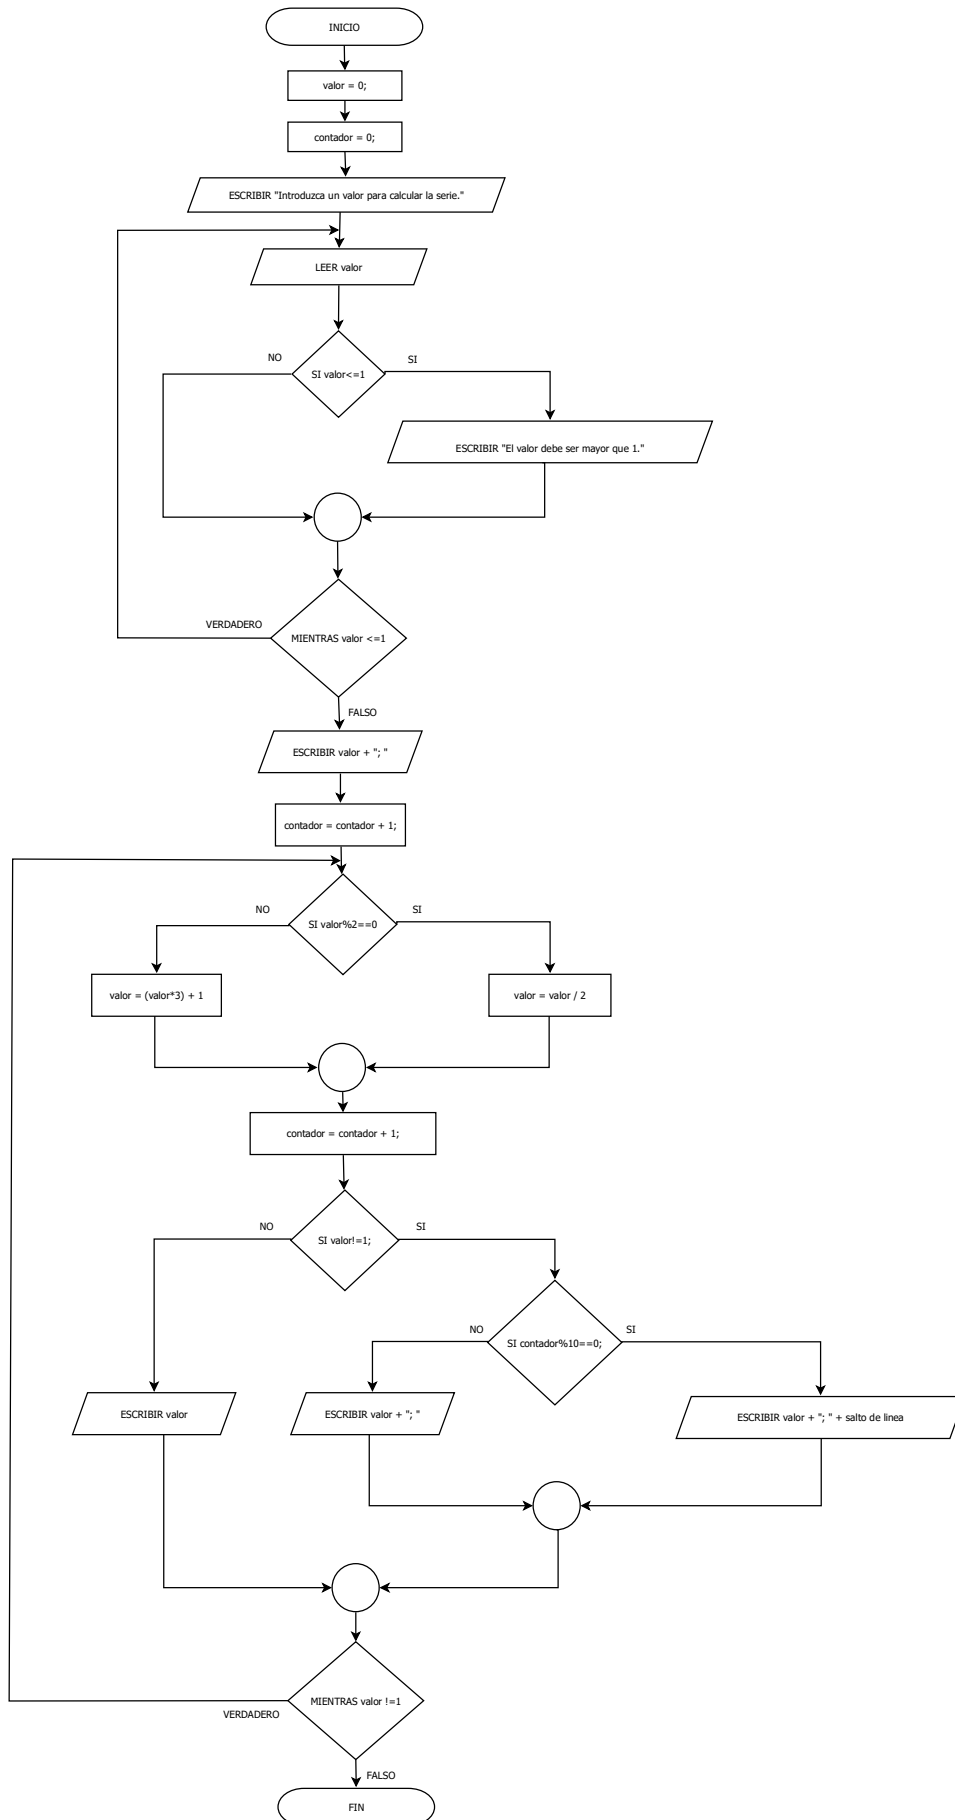 INICIO
valor = 0;
contador = 0;
ESCRIBIR "Introduzca un valor para calcular la serie."
LEER valor
NO
SI
SI valor<=1
ESCRIBIR "El valor debe ser mayor que 1."
VERDADERO
MIENTRAS valor <=1
FALSO
ESCRIBIR valor + "; "
contador = contador + 1;
NO
SI
SI valor%2==0
valor = (valor*3) + 1
valor = valor / 2
contador = contador + 1;
NO
SI
SI valor!=1;
NO
SI
SI contador%10==0;
ESCRIBIR valor
ESCRIBIR valor + "; "
ESCRIBIR valor + "; " + salto de linea
MIENTRAS valor !=1
VERDADERO
FALSO
FIN